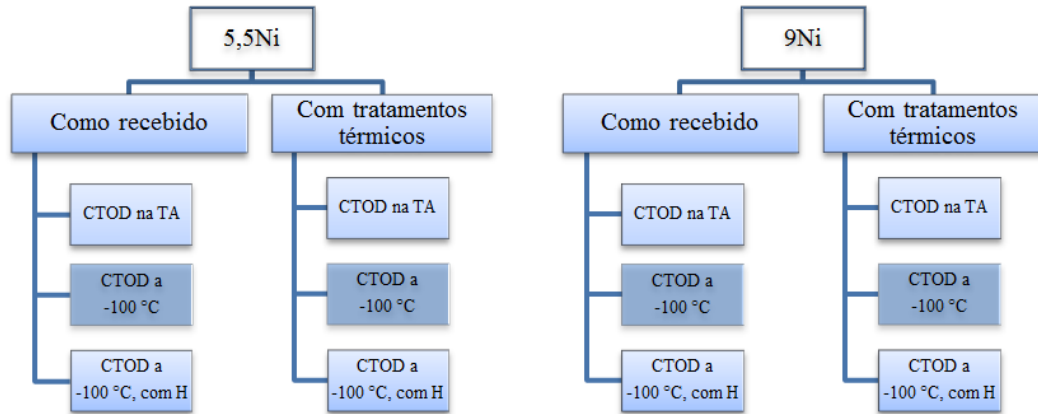 5,5Ni
Como recebido
CTOD na TA
CTOD a
-100 °C
CTOD a
-100 °C, com H
Com tratamentos
térmicos
CTOD na TA
CTOD a
-100 °C
CTOD a
-100 °C, com H
9Ni
Como recebido
CTOD na TA
CTOD a
-100 °C
CTOD a
-100 °C, com H
Com tratamentos
térmicos
CTOD na TA
CTOD a
-100 °C
CTOD a
-100 °C, com H